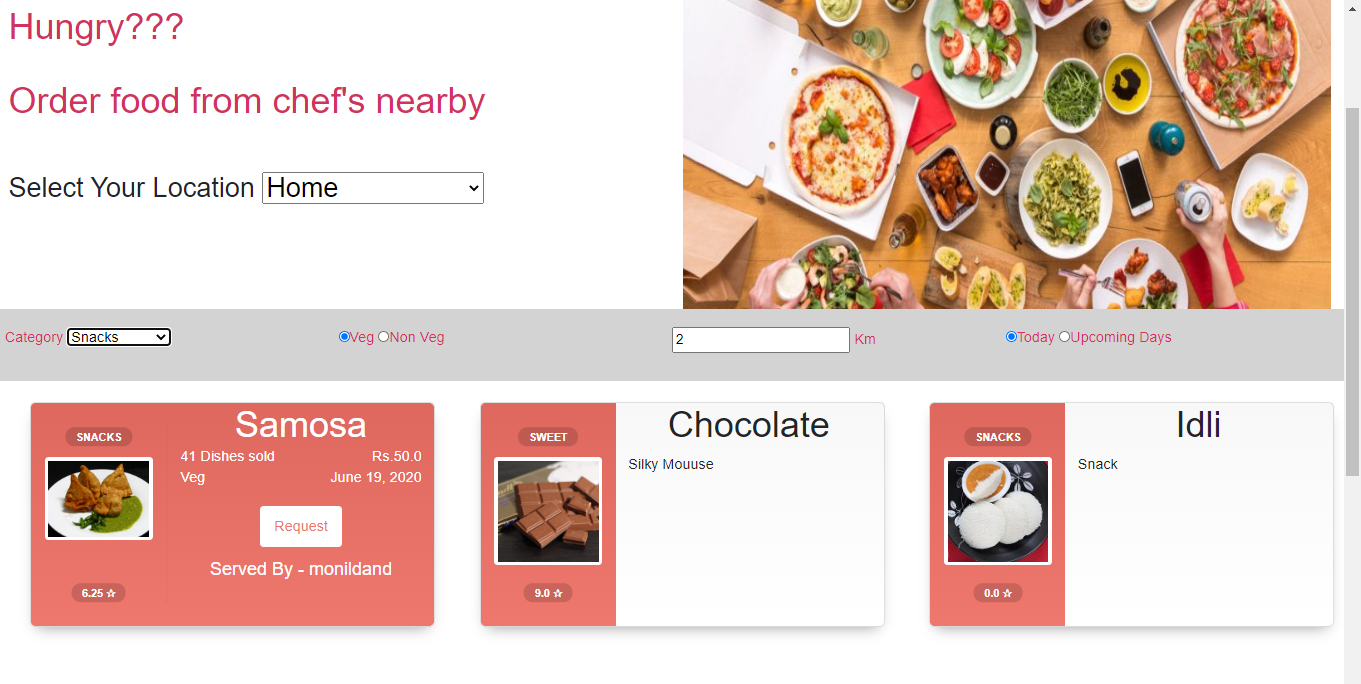 Hungry???
Order food from chef's nearby
Select Your Location Home
Category Snacks Veg Non Veg 2 Km Today Upcoming Days
SNACKS
Samosa
41 Dishes sold Rs.50.0
Veg June 19, 2020
Request
Served By - monildand
6.25 ☆
SWEET
Chocolate
Silky Mouuse
9.0 ☆
SNACKS
Idli
Snack
0.0 ☆